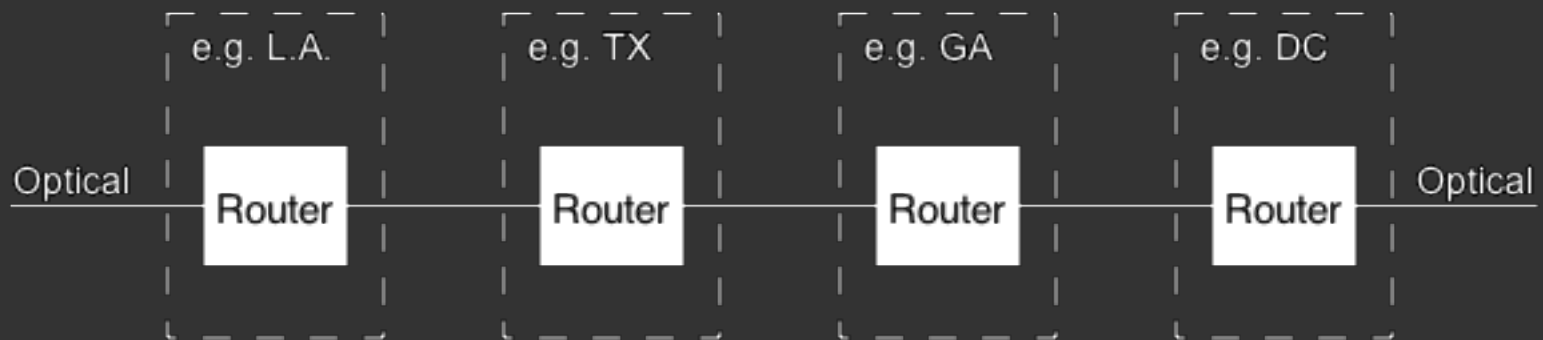 e.g. L.A.
e.g. TX
e.g. GA
e.g. DC
Optical
Router
Router
Router
Router
Optical